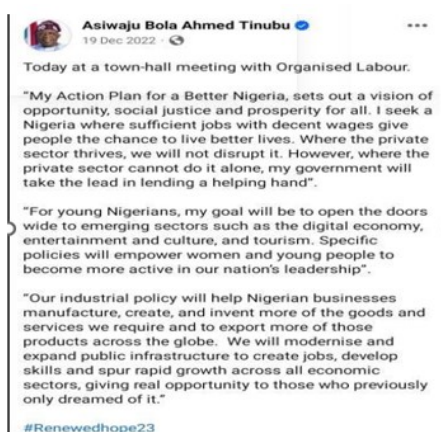 Asiwaju Bola Ahmed Tinubu
19 Dec 2022 ·
Today at a town-hall meeting with Organised Labour.
“My Action Plan for a Better Nigeria, sets out a vision of
opportunity, social justice and prosperity for all. I seek a
Nigeria where sufficient jobs with decent wages give
people the chance to live better lives. Where the private
sector thrives, we will not disrupt it. However, where the
private sector cannot do it alone, my government will
take the lead in lending a helping hand”.
“For young Nigerians, my goal will be to open the doors
wide to emerging sectors such as the digital economy,
entertainment and culture, and tourism. Specific
policies will empower women and young people to
become more active in our nation’s leadership”.
“Our industrial policy will help Nigerian businesses
manufacture, create, and invent more of the goods and
services we require and to export more of those
products across the globe. We will modernise and
expand public infrastructure to create jobs, develop
skills and spur rapid growth across all economic
sectors, giving real opportunity to those who previously
only dreamed of it.”
#Renewedhope23